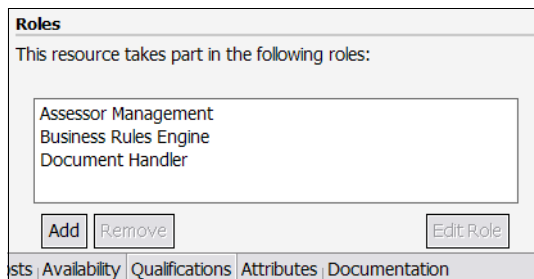 Roles
This resource takes part in the following roles:
Assessor Management
Business Rules Engine
Document Handler
Add Remove Edit Role
osts Availability Qualifications Attributes Documentation